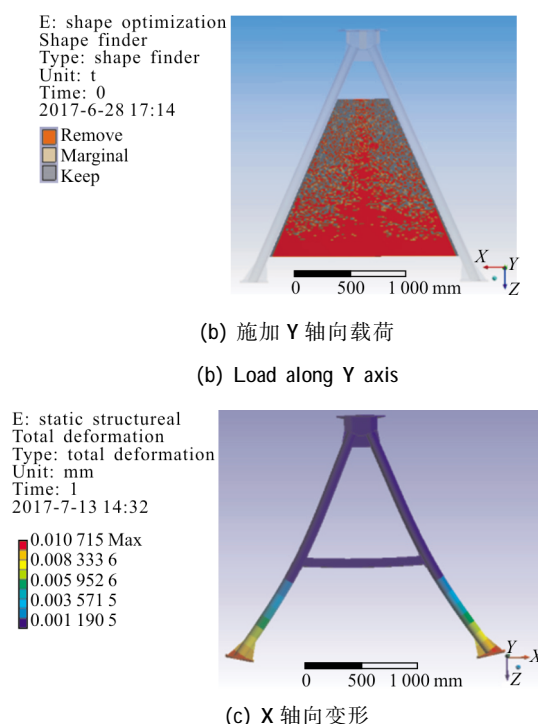 E: shape optimization
Shape finder
Type: shape finder
Unit: t
Time: 0
2017-6-28 17:14
Remove
Marginal
Keep
X
Y
Z
0 500 1 000 mm
(b) 施加 Y 轴向载荷
(b) Load along Y axis
E: static structureal
Total deformation
Type: total deformation
Unit: mm
Time: 1
2017-7-13 14:32
0.010 715 Max
0.008 333 6
0.005 952 6
0.003 571 5
0.001 190 5
Y
X
Z
0 500 1 000 mm
(c) X 轴向变形